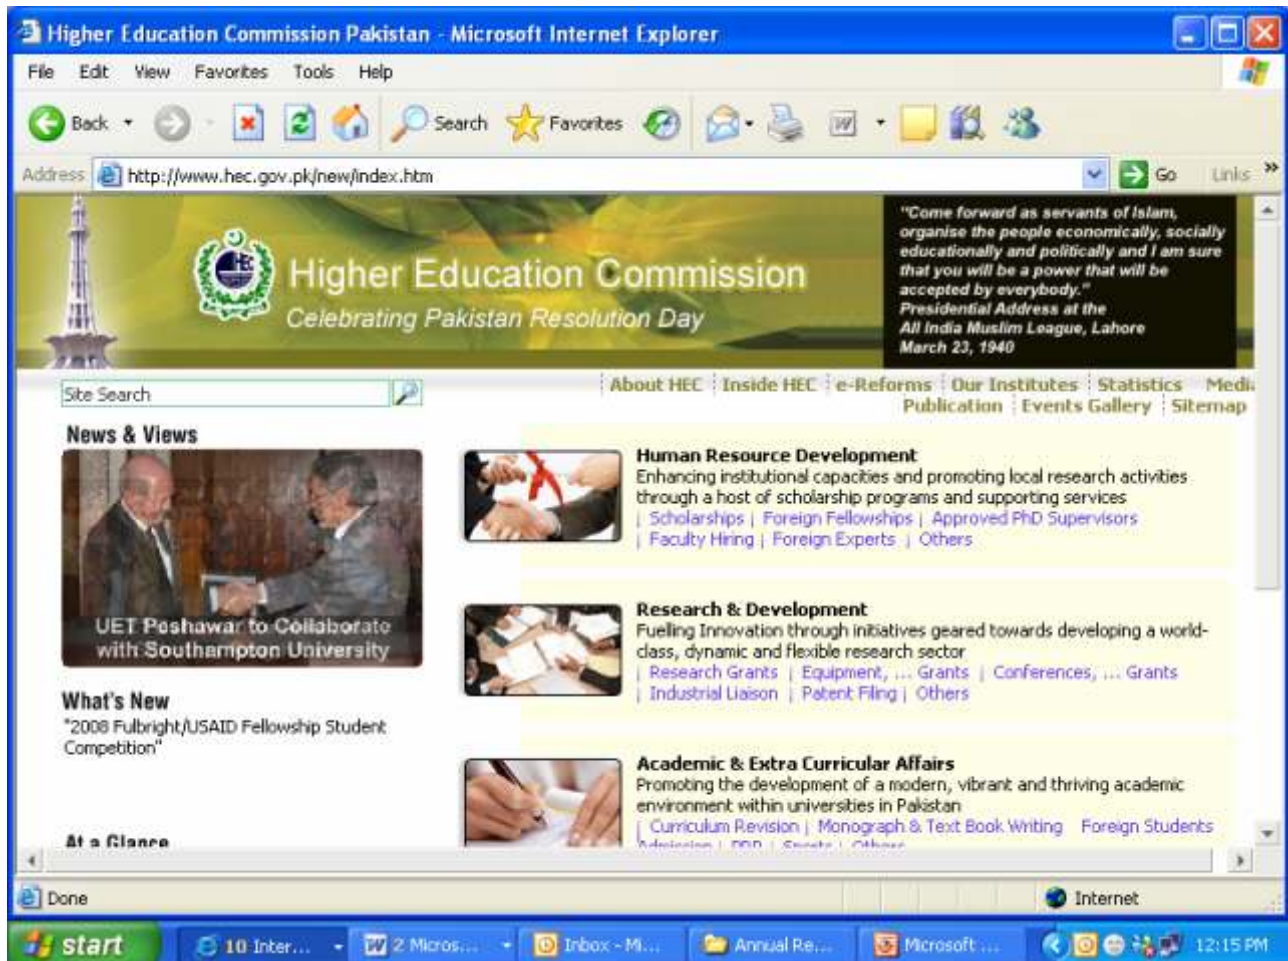 Higher Education Commission Pakistan - Microsoft Internet Explorer
File Edit View Favorites Tools Help
Back Search Favorites
Address http://www.hec.gov.pk/new/index.htm Go Links »
"Come forward as servants of Islam,
organise the people economically, socially
educationally and politically and I am sure
that you will be a power that will be
accepted by everybody."
Presidential Address at the
All India Muslim League, Lahore
March 23, 1940
HEC
Higher Education Commission
Celebrating Pakistan Resolution Day
Site Search
About HEC Inside HEC e-Reforms Our Institutes Statistics Media
Publication Events Gallery Sitemap
News & Views
UET Peshawar to Collaborate
with Southampton University
What's New
"2008 Fulbright/USAID Fellowship Student
Competition"
At a Glance
Human Resource Development
Enhancing institutional capacities and promoting local research activities
through a host of scholarship programs and supporting services
| Scholarships | Foreign Fellowships | Approved PhD Supervisors
| Faculty Hiring | Foreign Experts | Others
Research & Development
Fuelling Innovation through initiatives geared towards developing a world-
class, dynamic and flexible research sector
| Research Grants | Equipment, ... Grants | Conferences, ... Grants
| Industrial Liaison | Patent Filing | Others
Academic & Extra Curricular Affairs
Promoting the development of a modern, vibrant and thriving academic
environment within universities in Pakistan
| Curriculum Revision | Monograph & Text Book Writing Foreign Students
Admission | | Sports | Others
Done Internet
start 10 Inter... 2 Micros... Inbox - Mi... Annual Re... Microsoft ... 12:15 PM